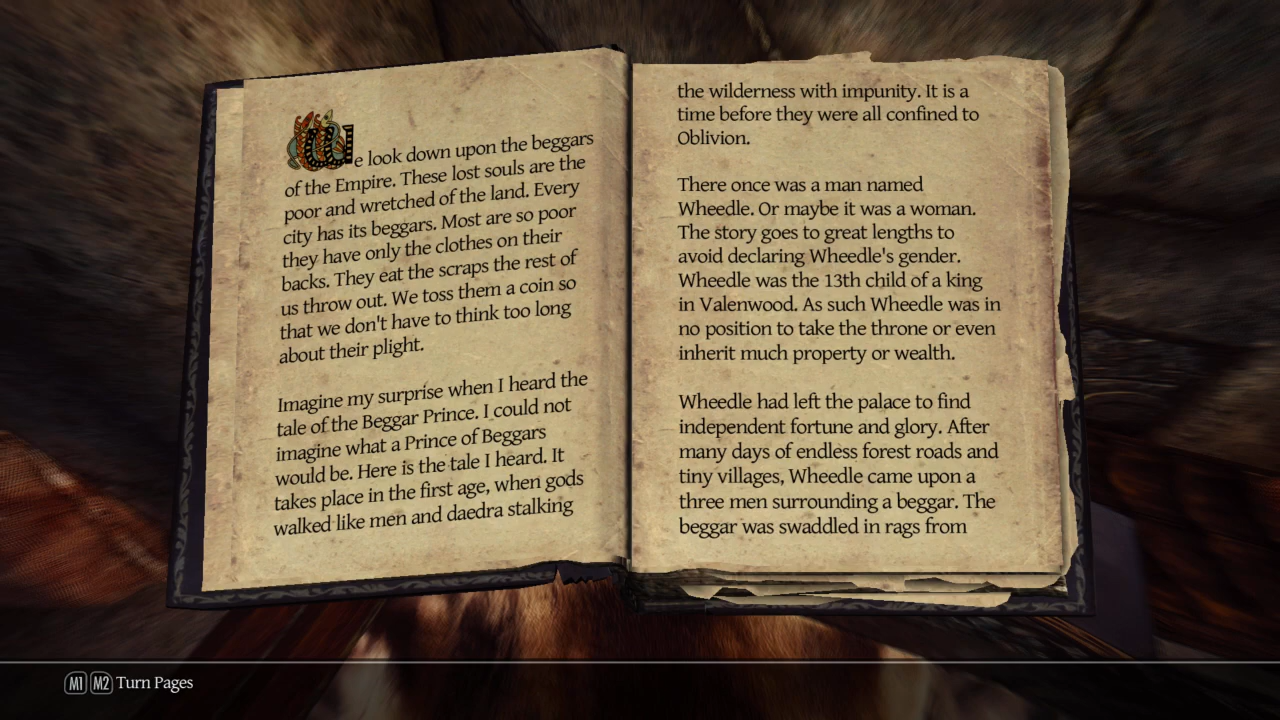 We look down upon the beggars
of the Empire. These lost souls are the
poor and wretched of the land. Every
city has its beggars. Most are so poor
they have only the clothes on their
backs. They eat the scraps the rest of
us throw out. We toss them a coin so
that we don't have to think too long
about their plight.
Imagine my surprise when I heard the
tale of the Beggar Prince. I could not
imagine what a Prince of Beggars
would be. Here is the tale I heard. It
takes place in the first age, when gods
walked like men and daedra stalking
the wilderness with impunity. It is a
time before they were all confined to
Oblivion.
There once was a man named
Wheedle. Or maybe it was a woman.
The story goes to great lengths to
avoid declaring Wheedle's gender.
Wheedle was the 13th child of a king
in Valenwood. As such Wheedle was in
no position to take the throne or even
inherit much property or wealth.
Wheedle had left the palace to find
independent fortune and glory. After
many days of endless forest roads and
tiny villages, Wheedle came upon a
three men surrounding a beggar. The
beggar was swaddled in rags from
M1 M2 Turn Pages